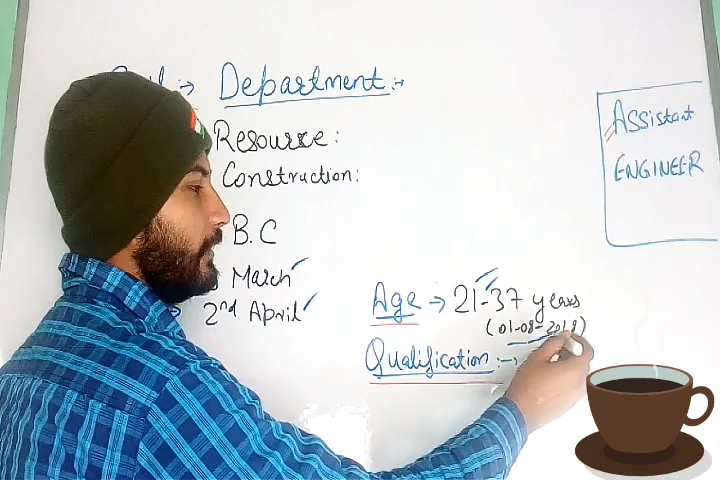 Department :-
Resource :
Construction :
B.C
March
2nd April
Assistant
ENGINEER
Age → 21-37 years
(01-08-2018)
Qualification :-